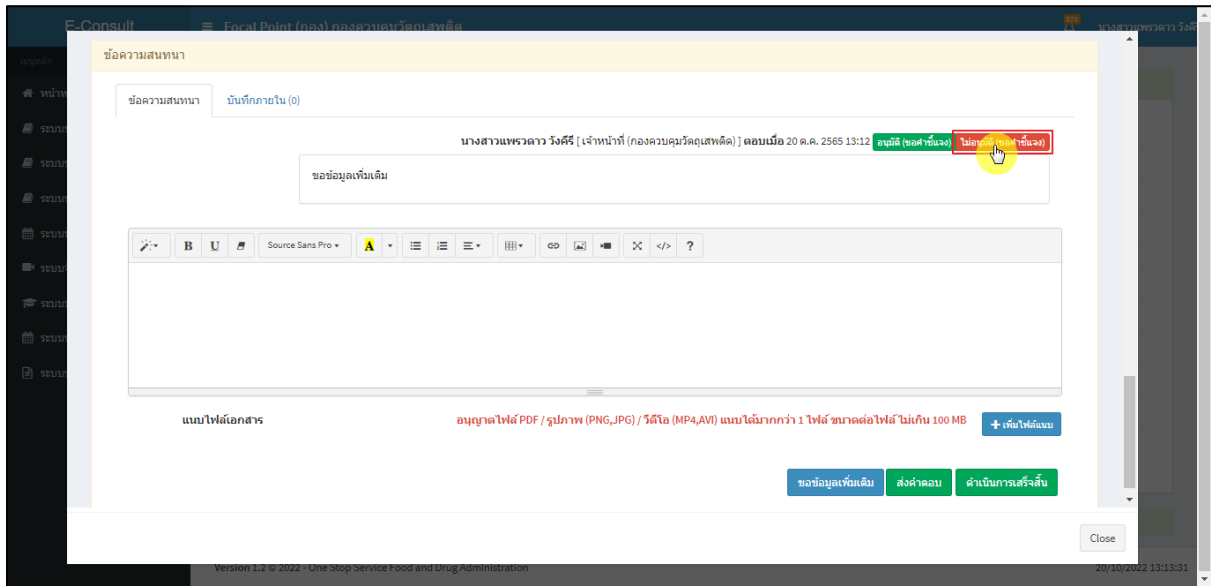 E-Consult
Focal Point (กอง) กองควบคุมวัตถุเสพติด
671
นางสาวแพรวดาว วังคีรี
เมนูหลัก
ข้อความสนทนา
ข้อความสนทนา บันทึกภายใน (0)
นางสาวแพรวดาว วังคีรี [ เจ้าหน้าที่ (กองควบคุมวัตถุเสพติด) ] ตอบเมื่อ 20 ต.ค. 2565 13:12 อนุมัติ (ขอคำชี้แจง) ไม่อนุมัติ (ขอคำชี้แจง)
ขอข้อมูลเพิ่มเติม
B U Source Sans Pro A </> ?
แนบไฟล์เอกสาร อนุญาตไฟล์ PDF / รูปภาพ (PNG,JPG) / วีดีโอ (MP4,AVI) แนบได้มากกว่า 1 ไฟล์ ขนาดต่อไฟล์ ไม่เกิน 100 MB เพิ่มไฟล์แนบ
ขอข้อมูลเพิ่มเติม ส่งคำตอบ ดำเนินการเสร็จสิ้น
Close
Version 1.2 © 2022 - One Stop Service Food and Drug Administration 20/10/2022 13:13:31